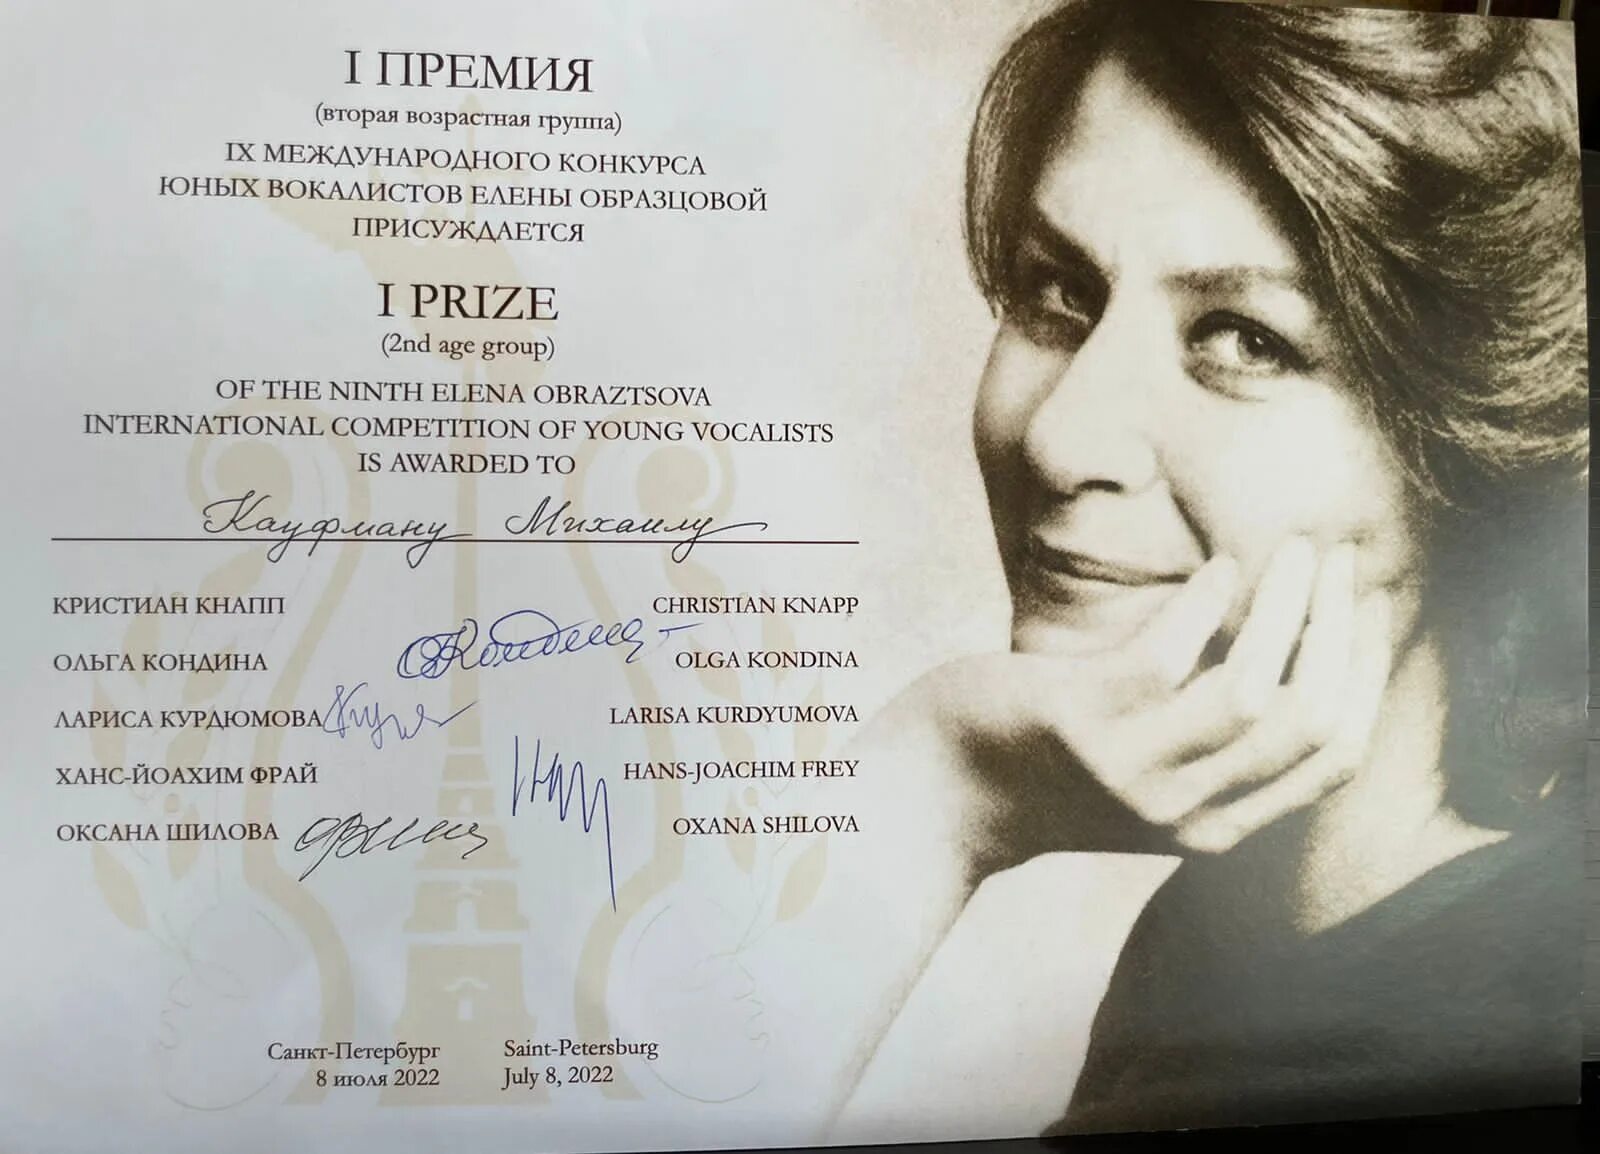 I ПРЕМИЯ
(вторая возрастная группа)
IX МЕЖДУНАРОДНОГО КОНКУРСА
ЮНЫХ ВОКАЛИСТОВ ЕЛЕНЫ ОБРАЗЦОВОЙ
ПРИСУЖДАЕТСЯ
I PRIZE
(2nd age group)
OF THE NINTH ELENA OBRAZTSOVA
INTERNATIONAL COMPETITION OF YOUNG VOCALISTS
IS AWARDED TO
Кауфману Михаилу
КРИСТИАН КНАПП CHRISTIAN KNAPP
ОЛЬГА КОНДИНА OLGA KONDINA
ЛАРИСА КУРДЮМОВА LARISA KURDYUMOVA
ХАНС-ЙОАХИМ ФРАЙ HANS-JOACHIM FREY
ОКСАНА ШИЛОВА OXANA SHILOVA
Санкт-Петербург Saint-Petersburg
8 июля 2022 July 8, 2022